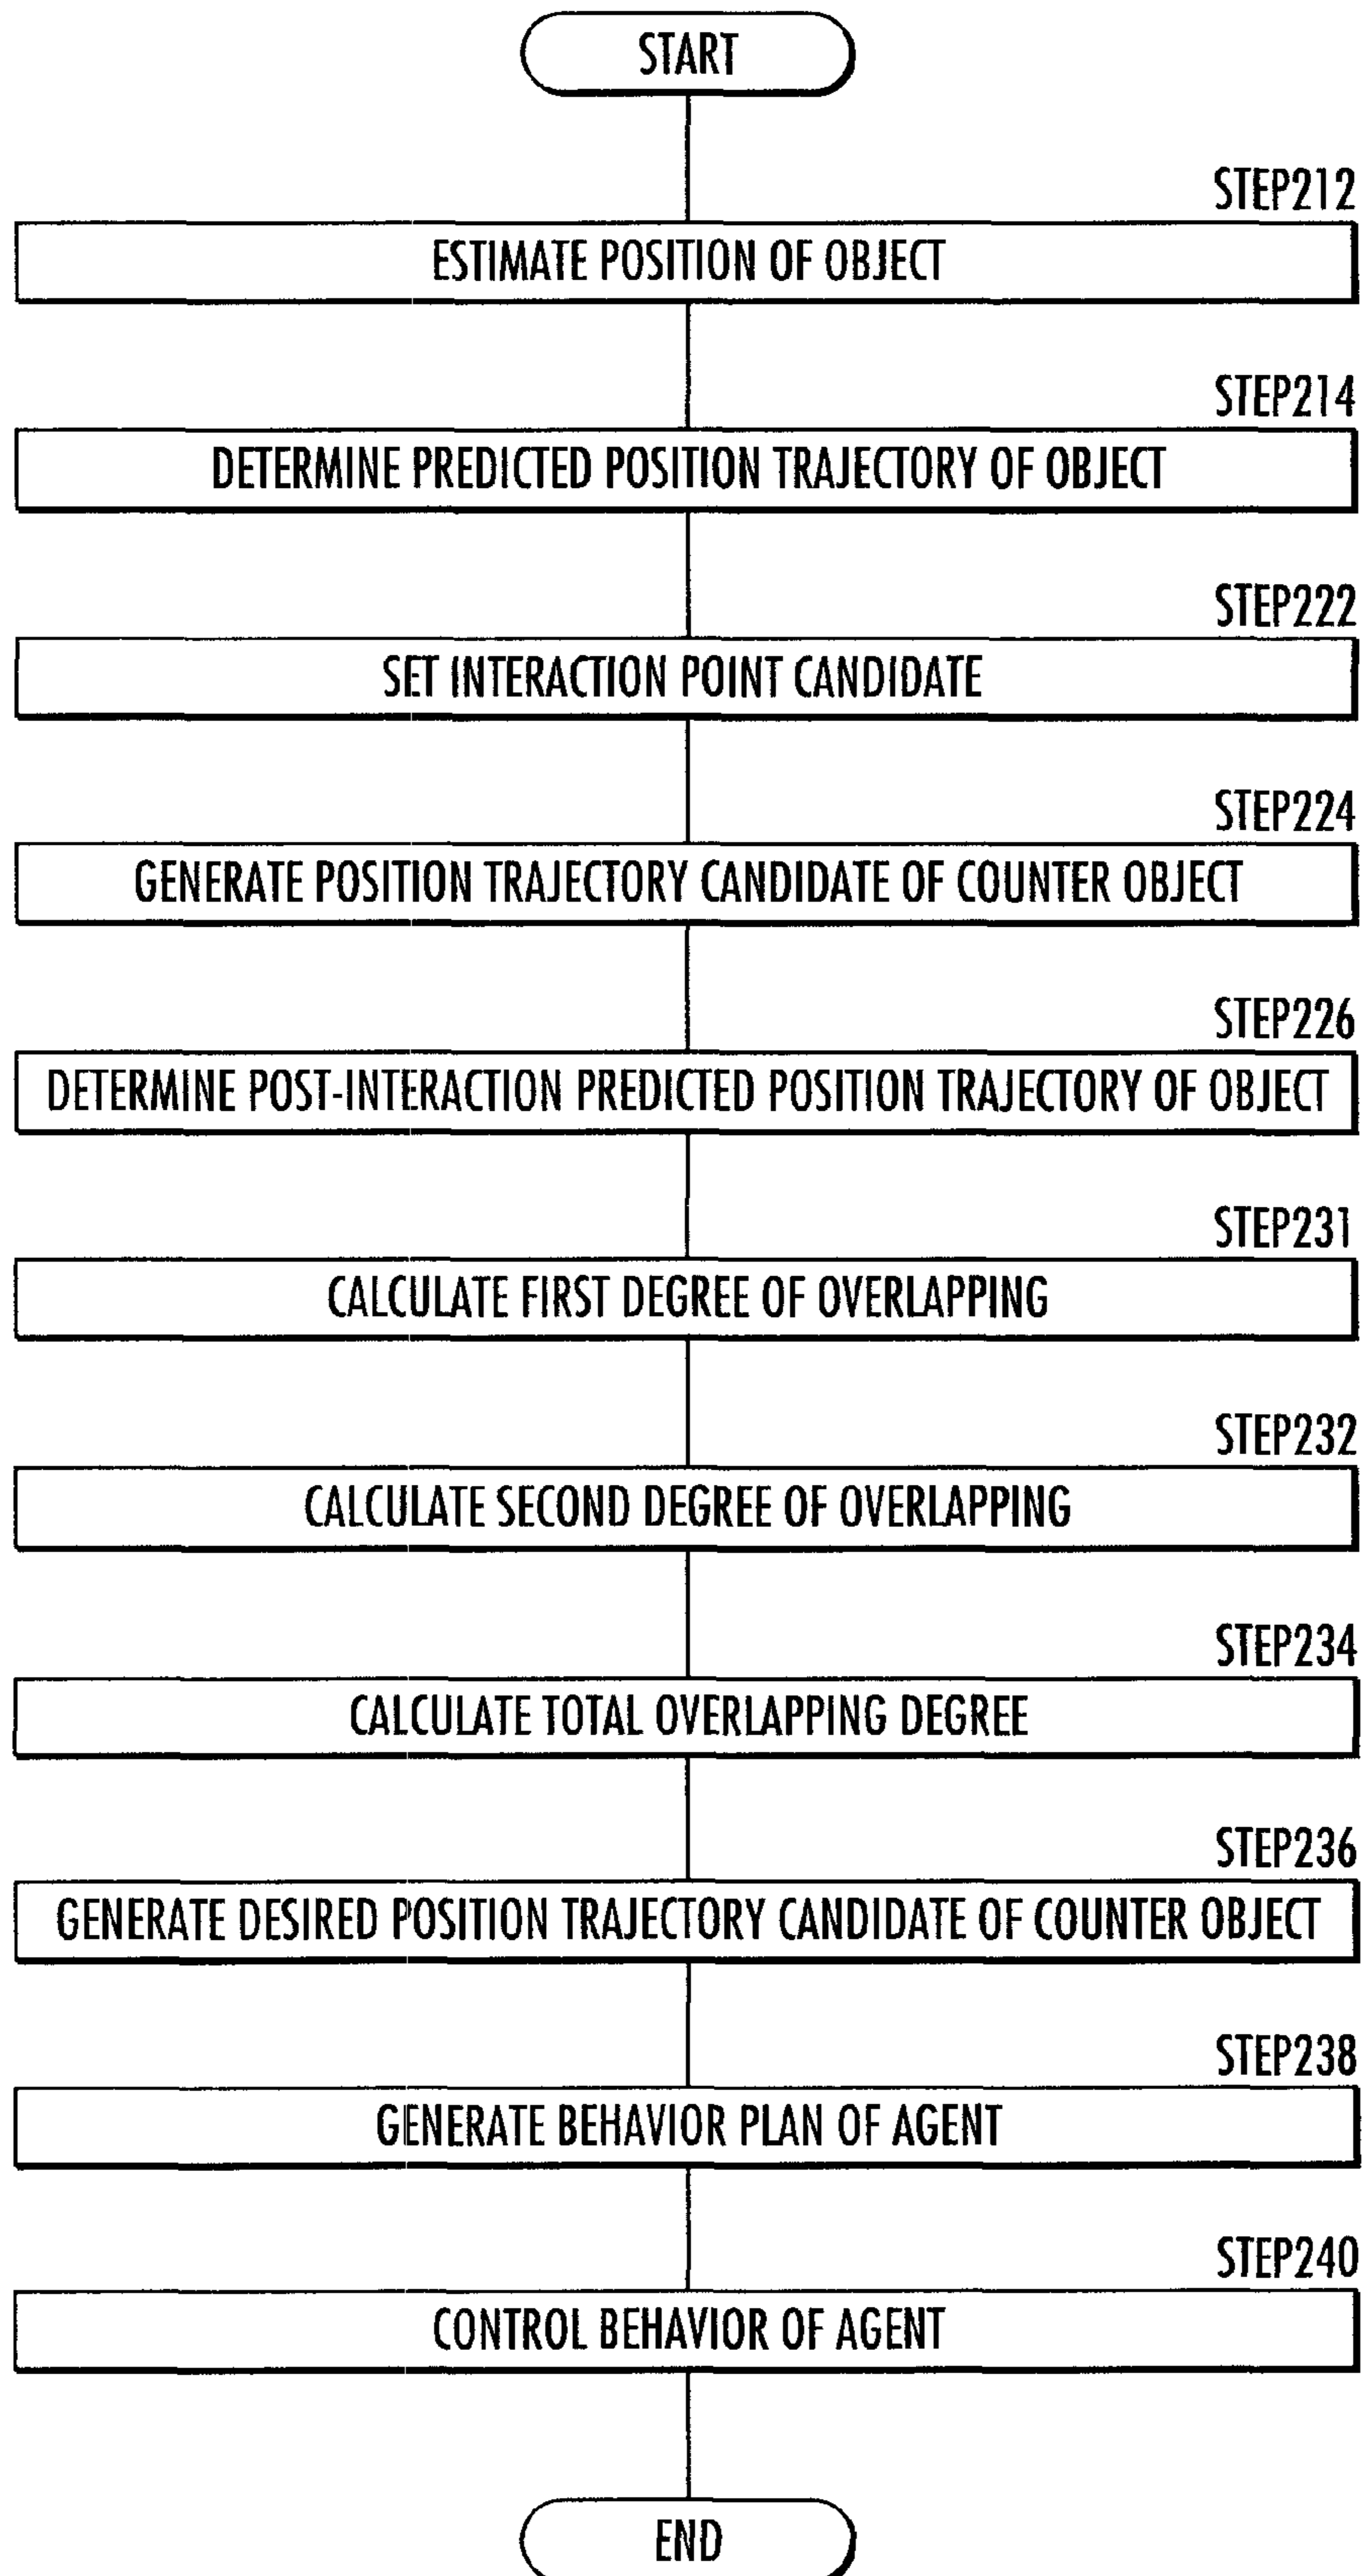 START
STEP212
ESTIMATE POSITION OF OBJECT
STEP214
DETERMINE PREDICTED POSITION TRAJECTORY OF OBJECT
STEP222
SET INTERACTION POINT CANDIDATE
STEP224
GENERATE POSITION TRAJECTORY CANDIDATE OF COUNTER OBJECT
STEP226
DETERMINE POST-INTERACTION PREDICTED POSITION TRAJECTORY OF OBJECT
STEP231
CALCULATE FIRST DEGREE OF OVERLAPPING
STEP232
CALCULATE SECOND DEGREE OF OVERLAPPING
STEP234
CALCULATE TOTAL OVERLAPPING DEGREE
STEP236
GENERATE DESIRED POSITION TRAJECTORY CANDIDATE OF COUNTER OBJECT
STEP238
GENERATE BEHAVIOR PLAN OF AGENT
STEP240
CONTROL BEHAVIOR OF AGENT
END